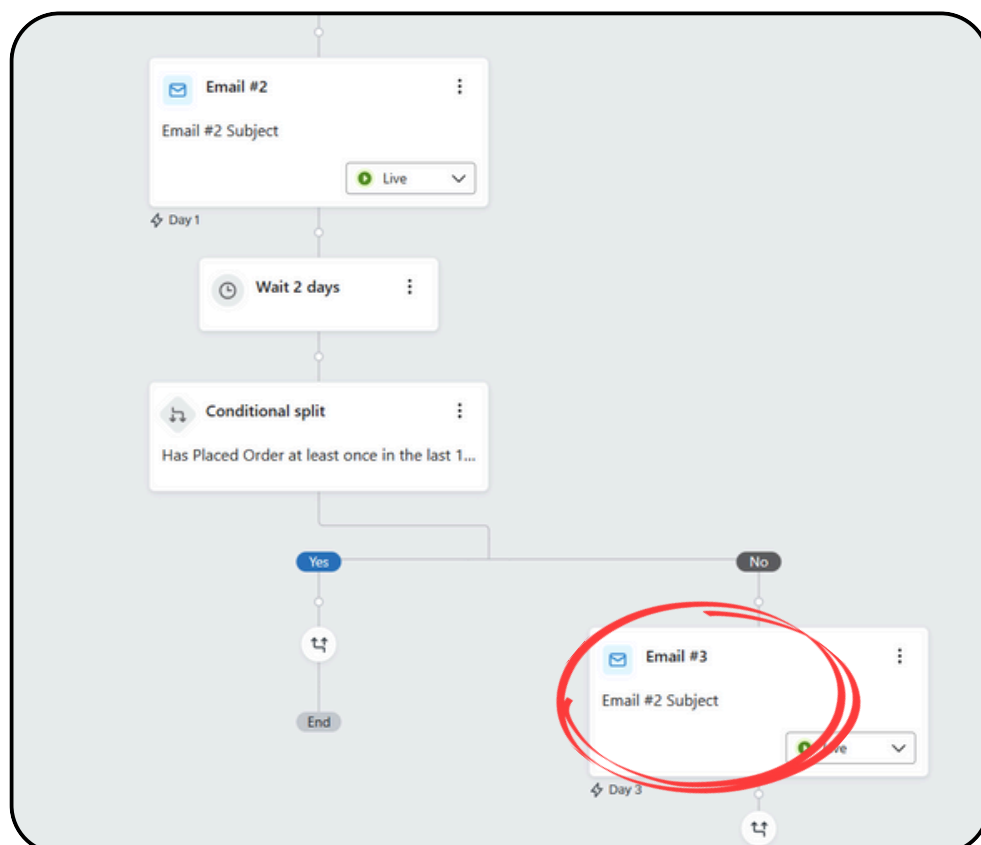 Email #2
Email #2 Subject
Live
Day 1
Wait 2 days
Conditional split
Has Placed Order at least once in the last 1...
Yes
No
Email #3
Email #2 Subject
End
Live
Day 3